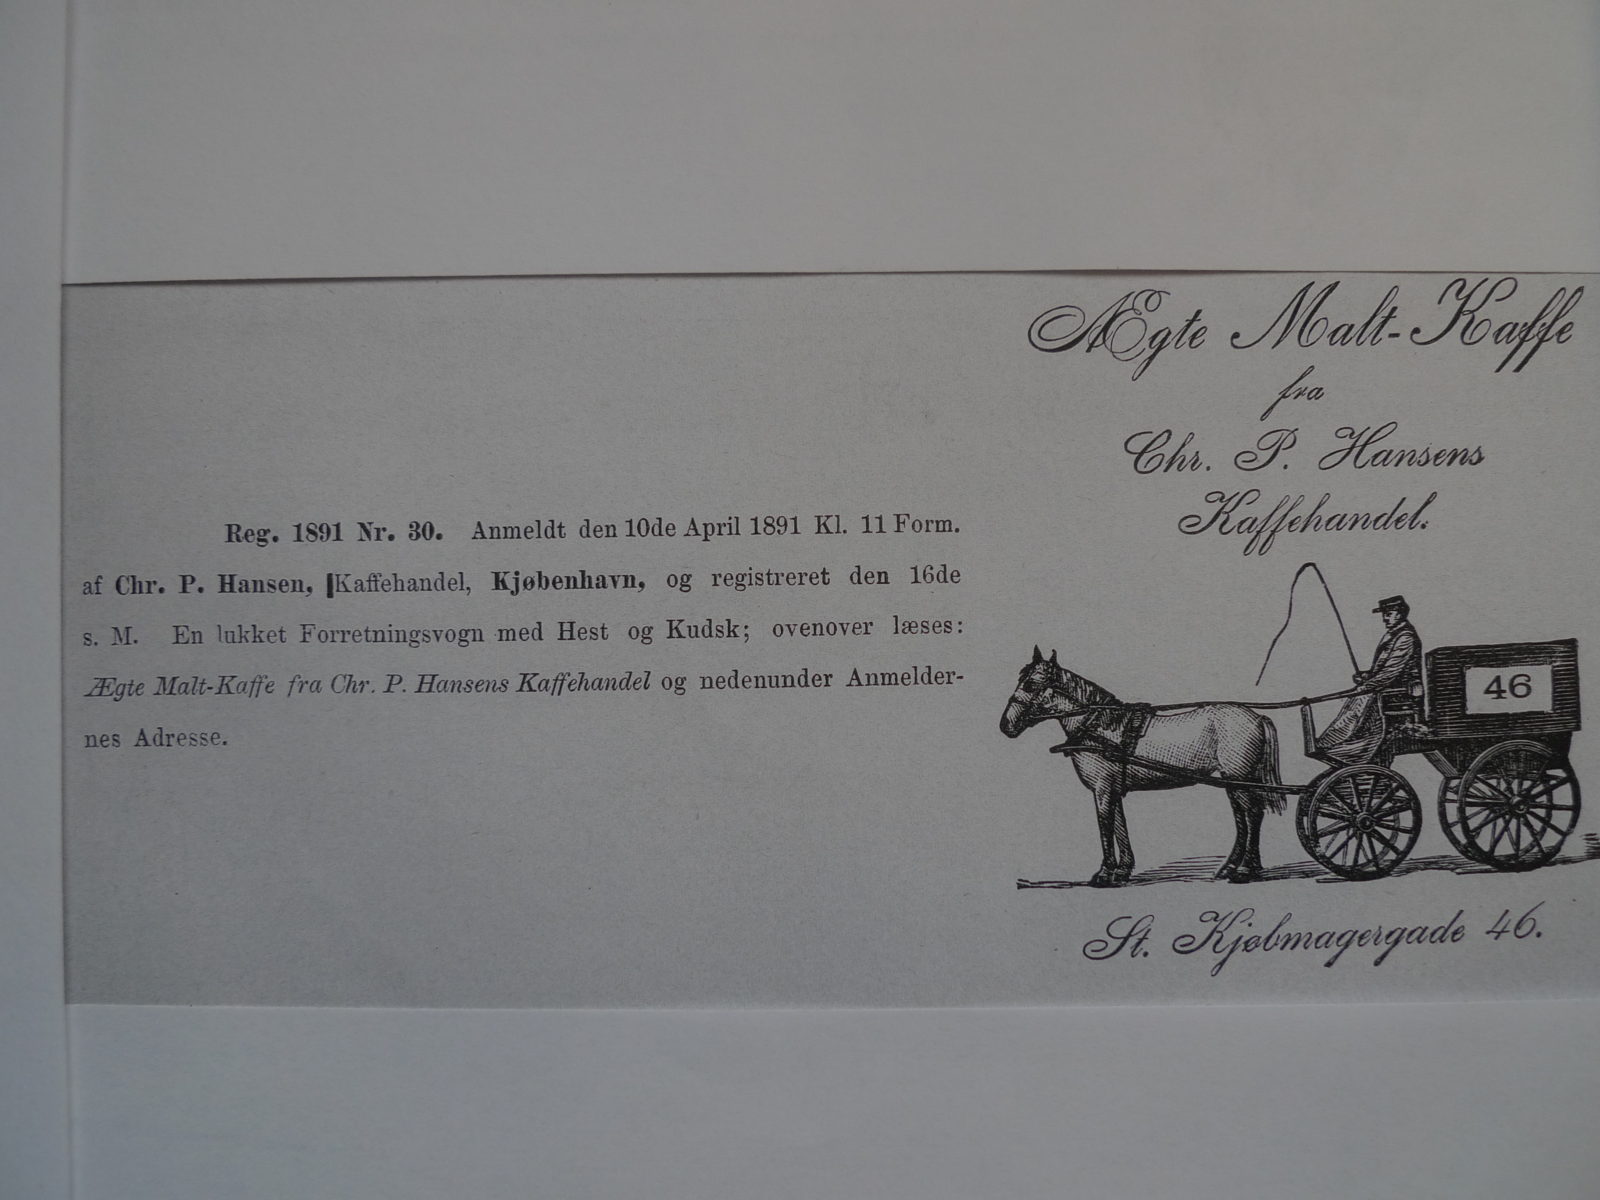 Reg. 1891 Nr. 30. Anmeldt den 10de April 1891 Kl. 11 Form.
af Chr. P. Hansen, Kaffehandel, Kjøbenhavn, og registreret den 16de
s. M. En lukket Forretningsvogn med Hest og Kudsk; ovenover læses:
Ægte Malt-Kaffe fra Chr. P. Hansens Kaffehandel og nedenunder Anmelder-
nes Adresse.
Ægte Malt-Kaffe
fra
Chr. P. Hansens
Kaffehandel.
46
St. Kjøbmagergade 46.